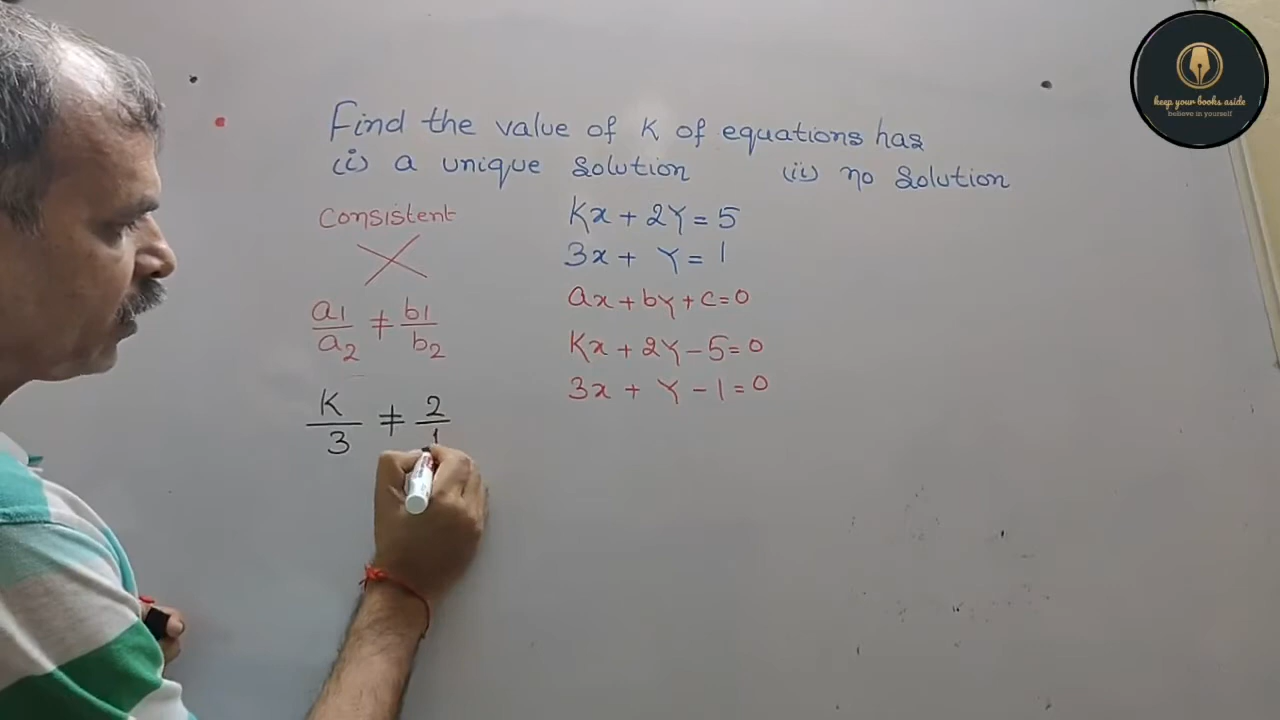 Find the value of K of equations has
(i) a unique solution (ii) no solution
Consistent
Kx + 2Y = 5
3x + Y = 1
a1/a2 ≠ b1/b2
ax + by + c = 0
Kx + 2Y - 5 = 0
3x + Y - 1 = 0
K/3 ≠ 2/1
keep your books aside
believe in yourself